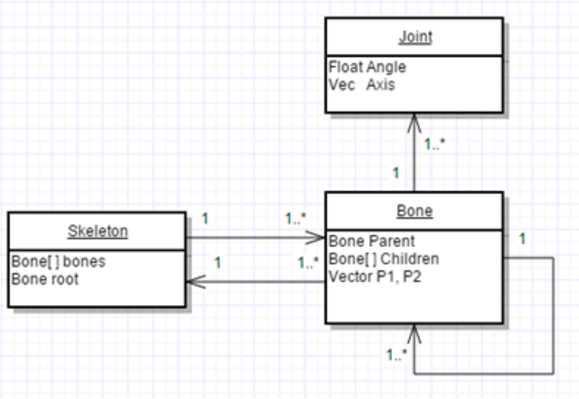 Joint
Float Angle
Vec Axis
1..*
1
Bone
Skeleton
1
1..*
1
Bone[] bones
Bone root
1
1..*
Bone Parent
Bone[] Children
Vector P1, P2
1..*